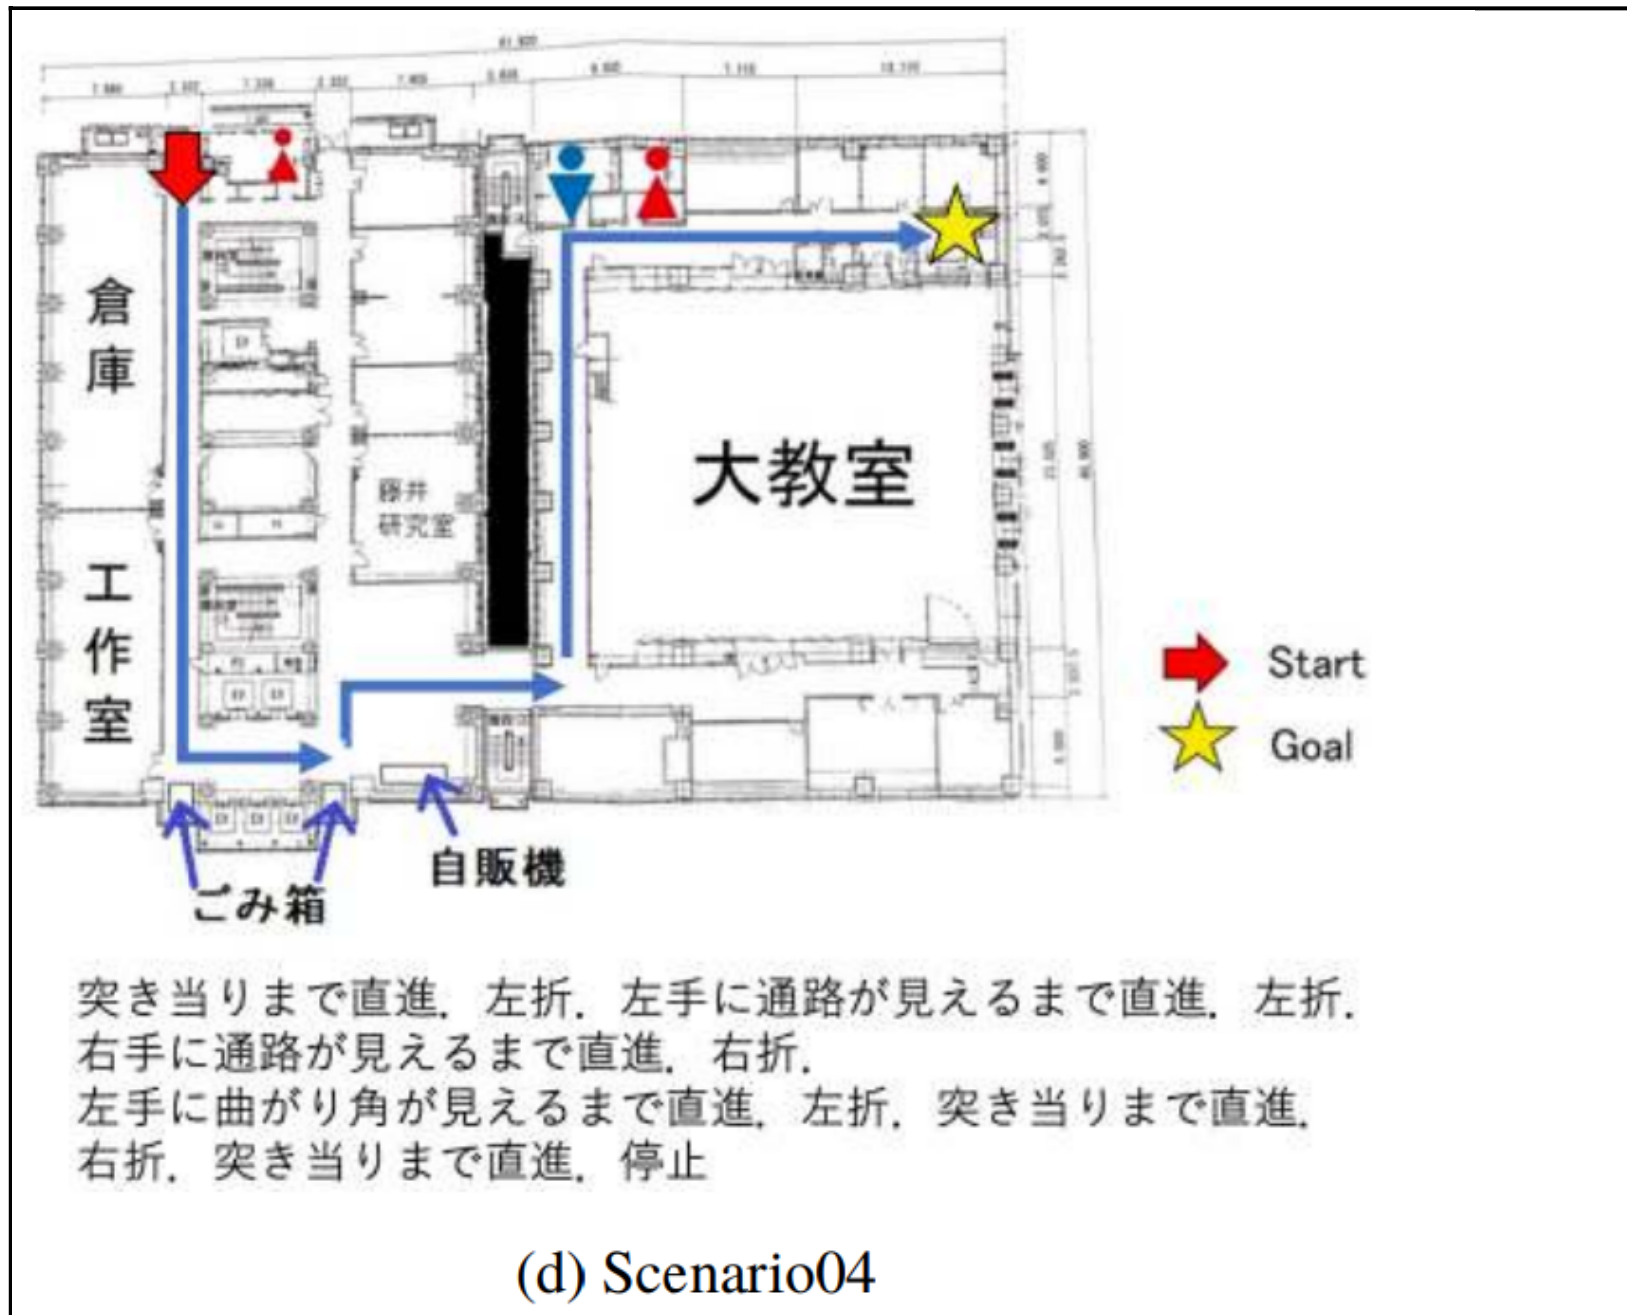 倉庫
工作室
藤井
研究室
大教室
Start
Goal
自販機
ごみ箱
突き当りまで直進．左折．左手に通路が見えるまで直進．左折．
右手に通路が見えるまで直進．右折．
左手に曲がり角が見えるまで直進．左折．突き当りまで直進．
右折．突き当りまで直進．停止
(d) Scenario04